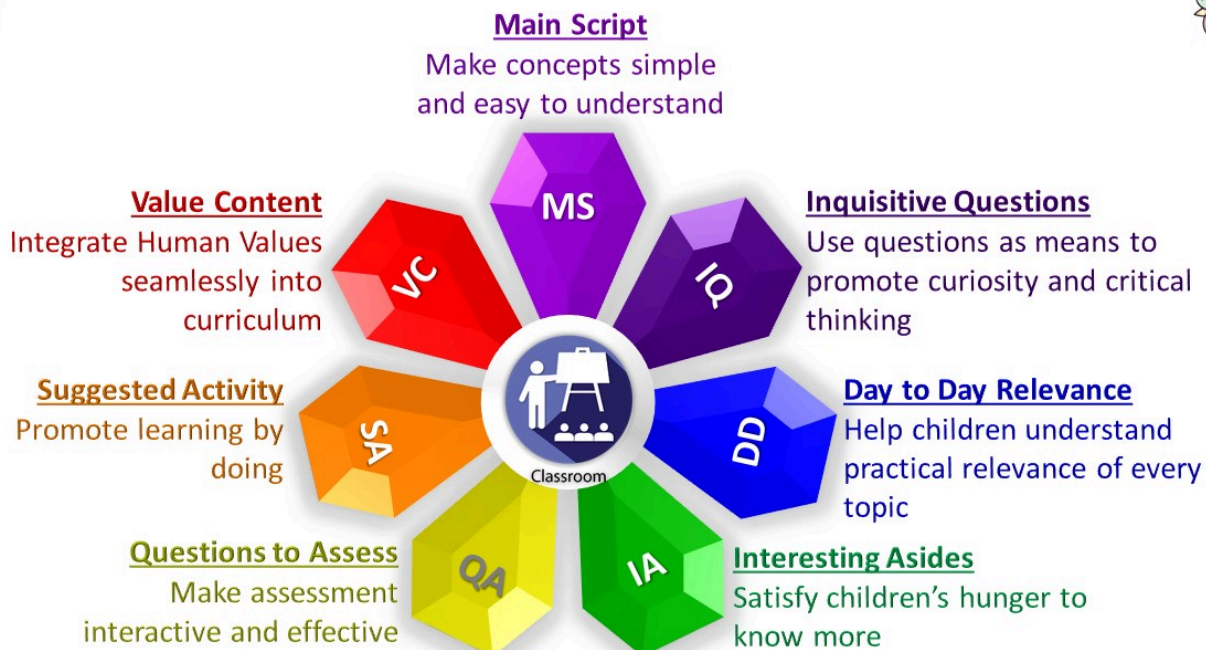 Main Script
Make concepts simple
and easy to understand
MS
Inquisitive Questions
Use questions as means to
promote curiosity and critical
thinking
IQ
Day to Day Relevance
Help children understand
practical relevance of every
topic
DD
Interesting Asides
Satisfy children's hunger to
know more
IA
Questions to Assess
Make assessment
interactive and effective
QA
Suggested Activity
Promote learning by
doing
SA
Value Content
Integrate Human Values
seamlessly into
curriculum
VC
Classroom